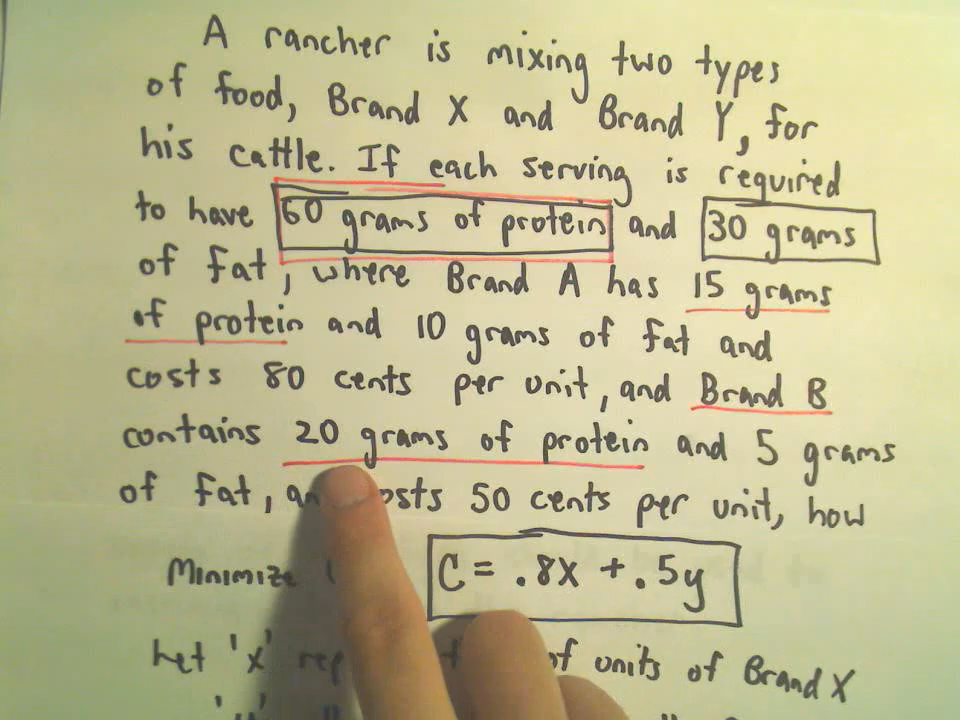 A rancher is mixing two types
of food, Brand X and Brand Y, for
his cattle. If each serving is required
to have 60 grams of protein and 30 grams
of fat, where Brand A has 15 grams
of protein and 10 grams of fat and
costs 80 cents per unit, and Brand B
contains 20 grams of protein and 5 grams
of fat, costs 50 cents per unit, how
Minimize C = .8x + .5y
Let 'x' of units of Brand X